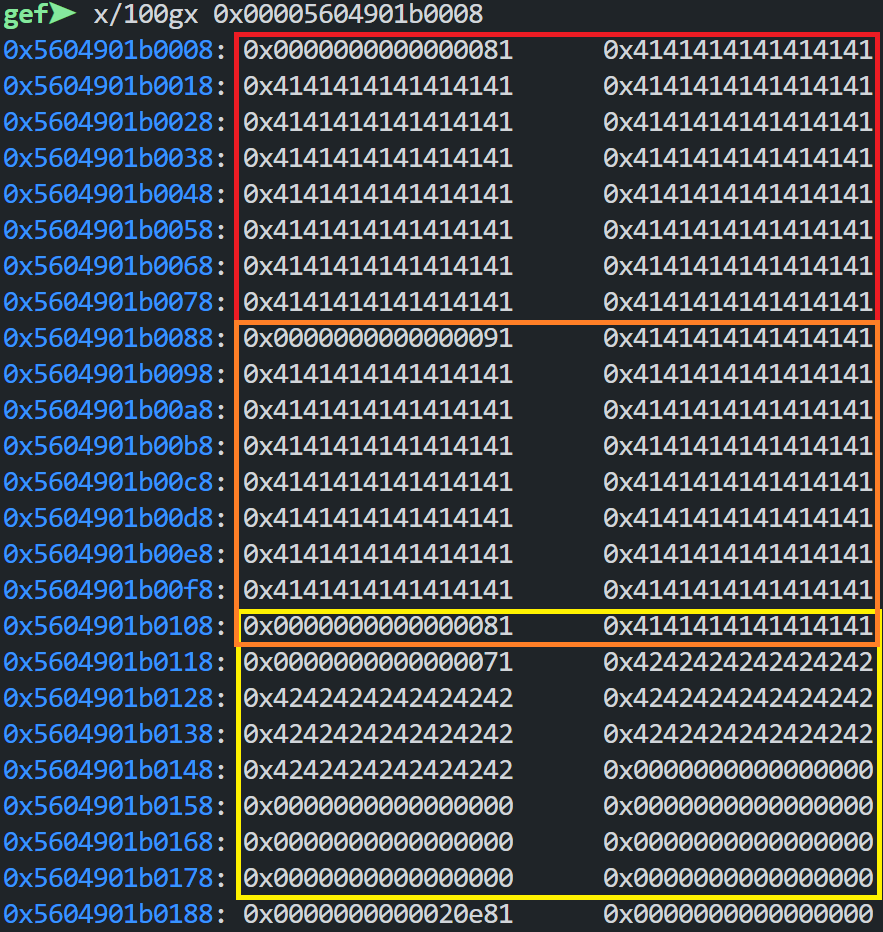 gef➤ x/100gx 0x00005604901b0008
0x5604901b0008: 0x0000000000000081 0x4141414141414141
0x5604901b0018: 0x4141414141414141 0x4141414141414141
0x5604901b0028: 0x4141414141414141 0x4141414141414141
0x5604901b0038: 0x4141414141414141 0x4141414141414141
0x5604901b0048: 0x4141414141414141 0x4141414141414141
0x5604901b0058: 0x4141414141414141 0x4141414141414141
0x5604901b0068: 0x4141414141414141 0x4141414141414141
0x5604901b0078: 0x4141414141414141 0x4141414141414141
0x5604901b0088: 0x0000000000000091 0x4141414141414141
0x5604901b0098: 0x4141414141414141 0x4141414141414141
0x5604901b00a8: 0x4141414141414141 0x4141414141414141
0x5604901b00b8: 0x4141414141414141 0x4141414141414141
0x5604901b00c8: 0x4141414141414141 0x4141414141414141
0x5604901b00d8: 0x4141414141414141 0x4141414141414141
0x5604901b00e8: 0x4141414141414141 0x4141414141414141
0x5604901b00f8: 0x4141414141414141 0x4141414141414141
0x5604901b0108: 0x0000000000000081 0x4141414141414141
0x5604901b0118: 0x0000000000000071 0x4242424242424242
0x5604901b0128: 0x4242424242424242 0x4242424242424242
0x5604901b0138: 0x4242424242424242 0x4242424242424242
0x5604901b0148: 0x4242424242424242 0x0000000000000000
0x5604901b0158: 0x0000000000000000 0x0000000000000000
0x5604901b0168: 0x0000000000000000 0x0000000000000000
0x5604901b0178: 0x0000000000000000 0x0000000000000000
0x5604901b0188: 0x0000000000020e81 0x0000000000000000